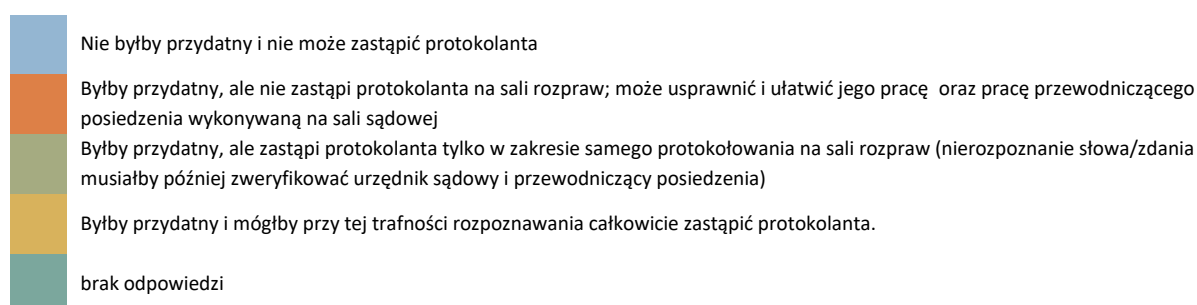 Nie byłby przydatny i nie może zastąpić protokolanta
Byłby przydatny, ale nie zastąpi protokolanta na sali rozpraw; może usprawnić i ułatwić jego pracę oraz pracę przewodniczącego
posiedzenia wykonywaną na sali sądowej
Byłby przydatny, ale zastąpi protokolanta tylko w zakresie samego protokołowania na sali rozpraw (nierozpoznanie słowa/zdania
musiałby później zweryfikować urzędnik sądowy i przewodniczący posiedzenia)
Byłby przydatny i mógłby przy tej trafności rozpoznawania całkowicie zastąpić protokolanta.
brak odpowiedzi